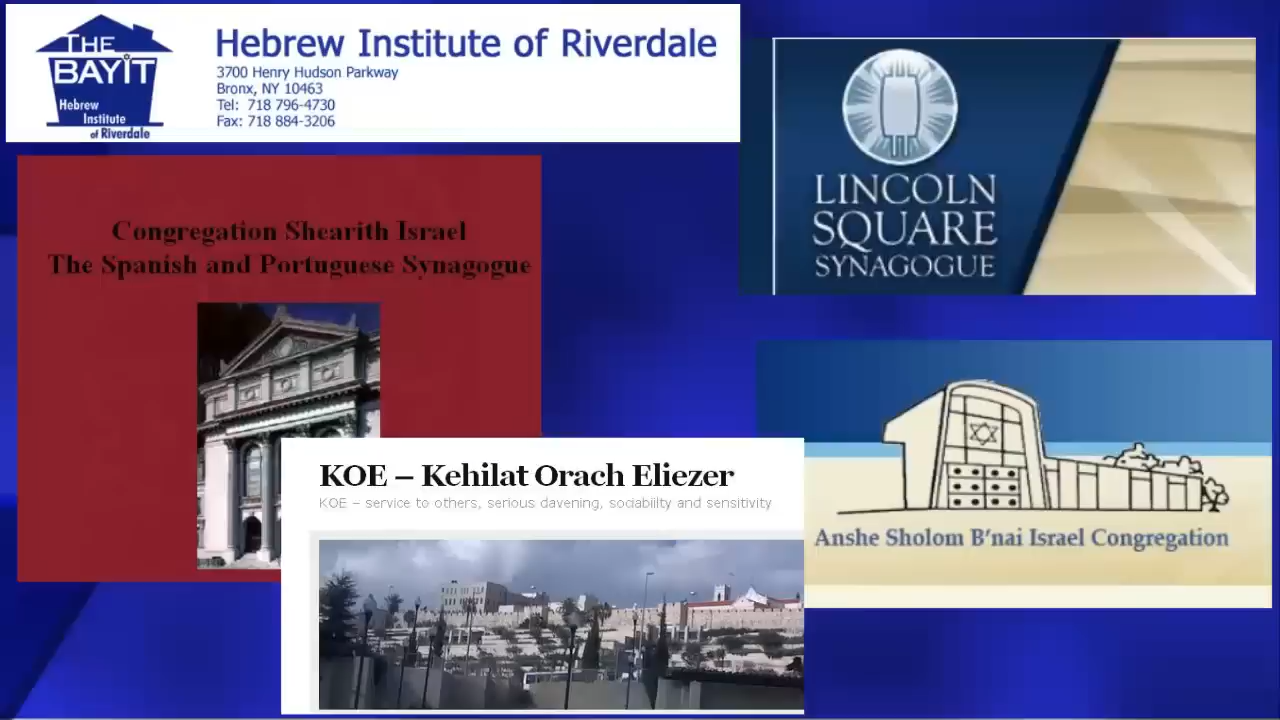 THE
BAYIT
Hebrew
Institute
of Riverdale
Hebrew Institute of Riverdale
3700 Henry Hudson Parkway
Bronx, NY 10463
Tel: 718 796-4730
Fax: 718 884-3206
LINCOLN
SQUARE
SYNAGOGUE
Congregation Shearith Israel
The Spanish and Portuguese Synagogue
KOE – Kehilat Orach Eliezer
KOE – service to others, serious davening, sociability and sensitivity
Anshe Sholom B'nai Israel Congregation